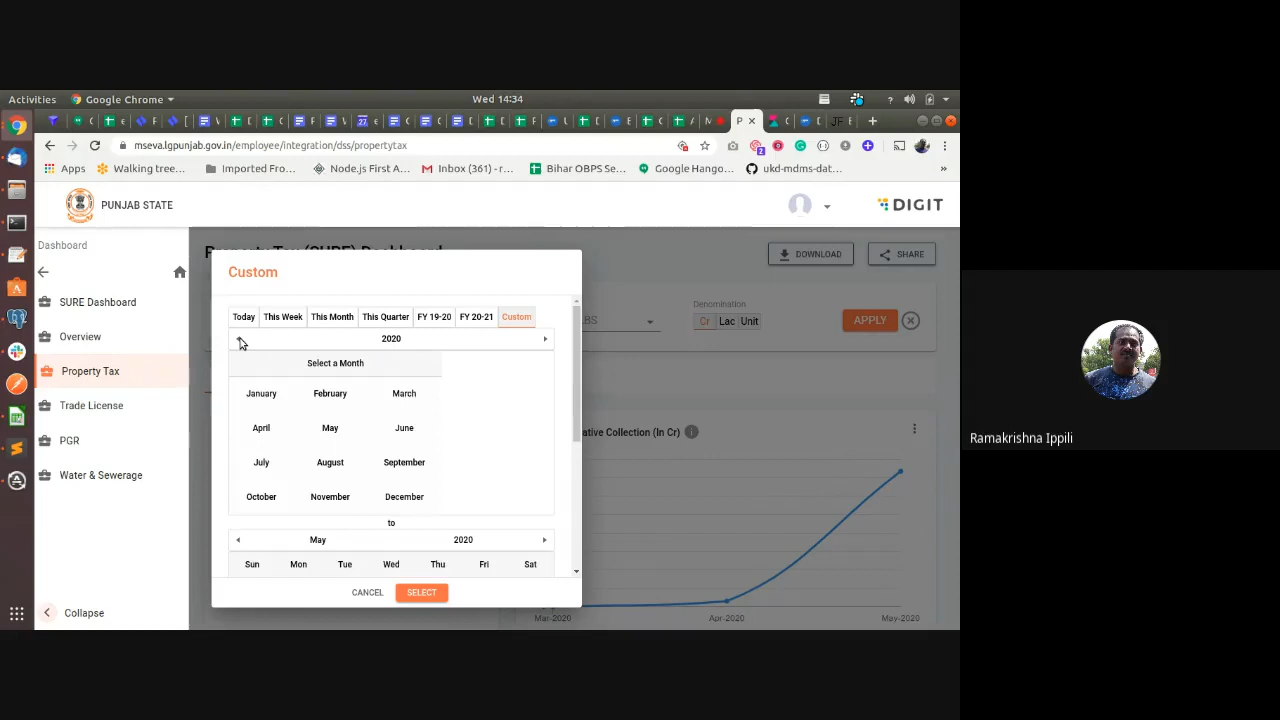 Activities Google Chrome Wed 14:34
P
mseva.lgpunjab.gov.in/employee/integration/dss/propertytax
2
Apps Walking tree... Imported Fro... Node.js First A... Inbox (361) - r... Bihar OBPS Se... Google Hango... ukd-mdms-dat... »
PUNJAB STATE
DIGIT
Dashboard
SURE Dashboard
Overview
Property Tax
Trade License
PGR
Water & Sewerage
Collapse
DOWNLOAD SHARE
Denomination
Cr Lac Unit
APPLY
Custom
Today This Week This Month This Quarter FY 19-20 FY 20-21 Custom
2020
Select a Month
January February March
April May June
July August September
October November December
to
May 2020
Sun Mon Tue Wed Thu Fri Sat
CANCEL SELECT
ative Collection (In Cr)
Mar-2020 Apr-2020 May-2020
Ramakrishna Ippili